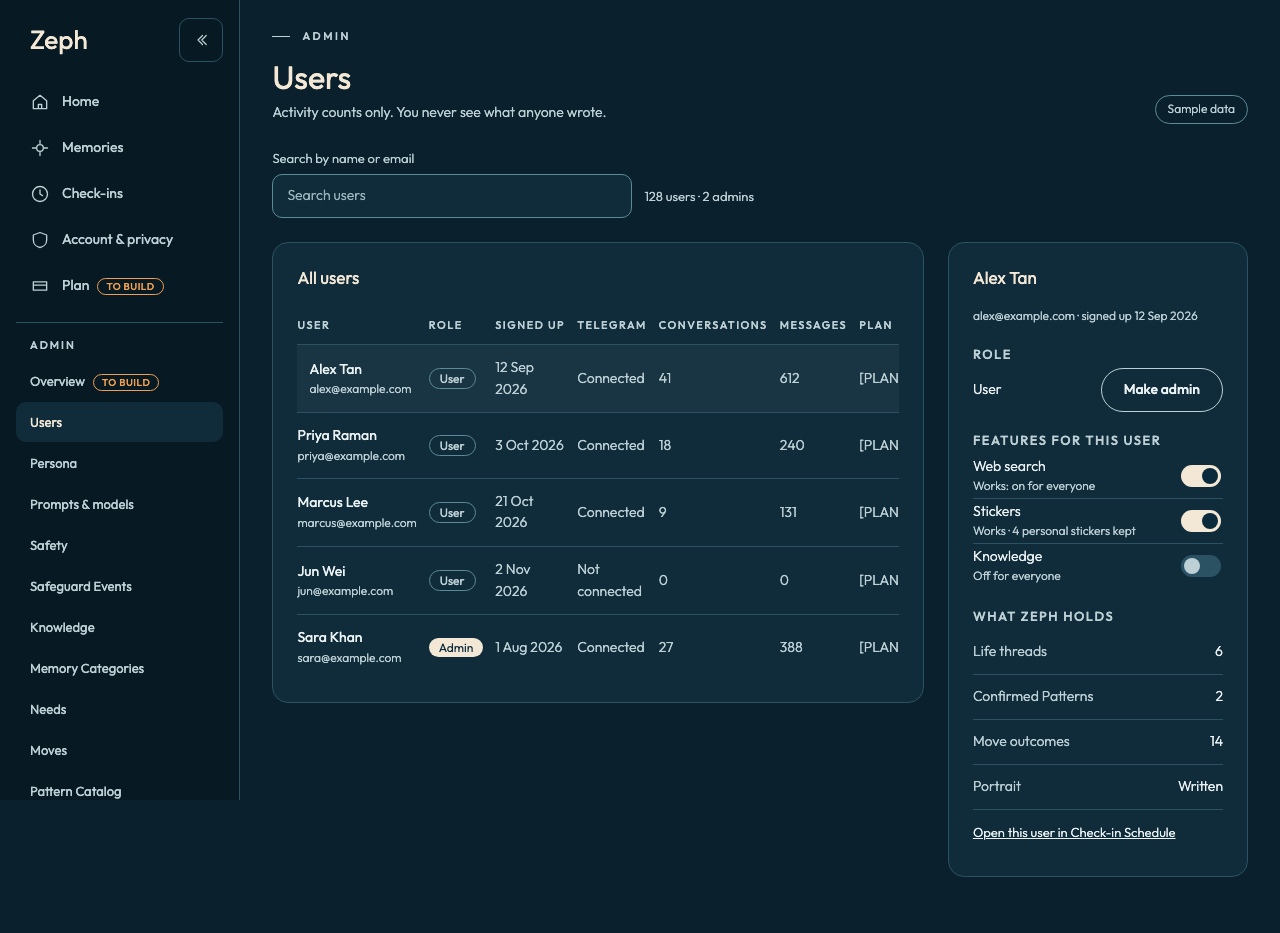 Zeph
Home
Memories
Check-ins
Account & privacy
Plan TO BUILD
ADMIN
Overview TO BUILD
Users
Persona
Prompts & models
Safety
Safeguard Events
Knowledge
Memory Categories
Needs
Moves
Pattern Catalog
ADMIN
Users
Activity counts only. You never see what anyone wrote.
Sample data
Search by name or email
Search users
128 users · 2 admins
All users
USER ROLE SIGNED UP TELEGRAM CONVERSATIONS MESSAGES PLAN
Alex Tan
alex@example.com
User
12 Sep
2026
Connected 41 612 [PLAN
Priya Raman
priya@example.com
User 3 Oct 2026 Connected 18 240 [PLAN
Marcus Lee
marcus@example.com
User
21 Oct
2026
Connected 9 131 [PLAN
Jun Wei
jun@example.com
User
2 Nov
2026
Not
connected
0 0 [PLAN
Sara Khan
sara@example.com
Admin 1 Aug 2026 Connected 27 388 [PLAN
Alex Tan
alex@example.com · signed up 12 Sep 2026
ROLE
User Make admin
FEATURES FOR THIS USER
Web search
Works: on for everyone
Stickers
Works · 4 personal stickers kept
Knowledge
Off for everyone
WHAT ZEPH HOLDS
Life threads 6
Confirmed Patterns 2
Move outcomes 14
Portrait Written
Open this user in Check-in Schedule